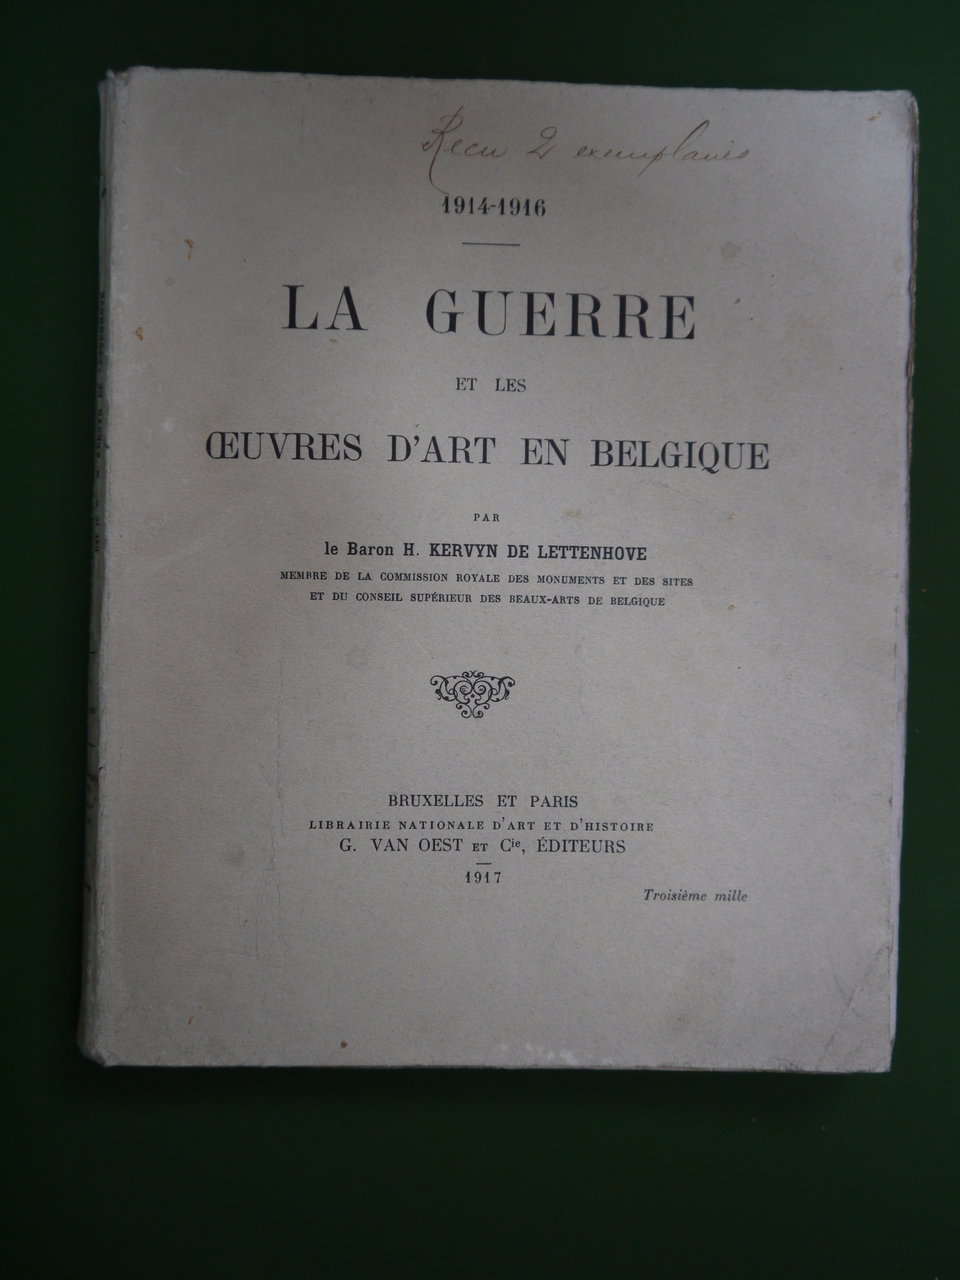 Recu 2 exemplaires
1914-1916
LA GUERRE
ET LES
ŒUVRES D'ART EN BELGIQUE
PAR
le Baron H. KERVYN DE LETTENHOVE
MEMBRE DE LA COMMISSION ROYALE DES MONUMENTS ET DES SITES
ET DU CONSEIL SUPÉRIEUR DES BEAUX-ARTS DE BELGIQUE
BRUXELLES ET PARIS
LIBRAIRIE NATIONALE D'ART ET D'HISTOIRE
G. VAN OEST ET Cie, ÉDITEURS
1917
Troisième mille